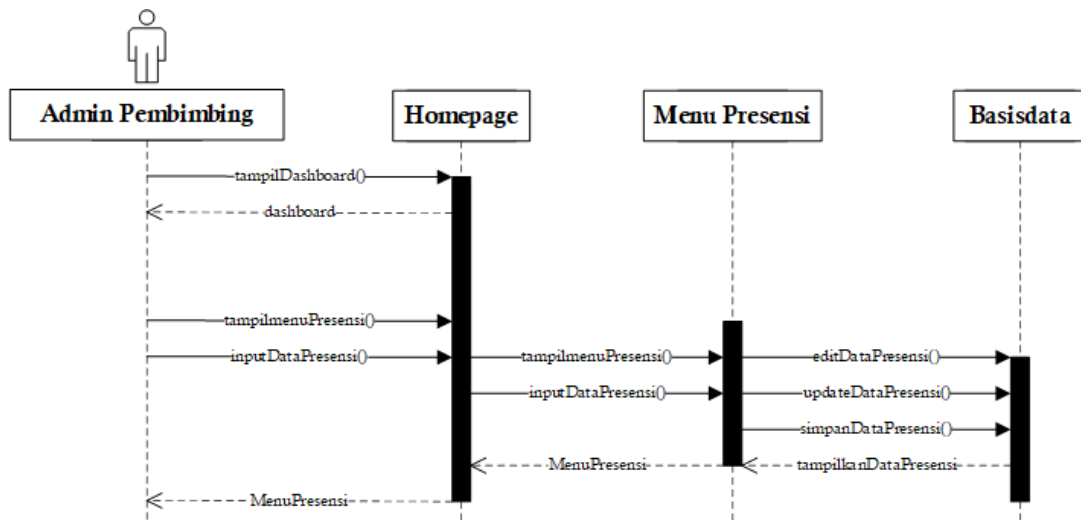 Admin Pembimbing
Homepage
Menu Presensi
Basisdata
tampilDashboard()
dashboard
tampilmenuPresensi()
inputDataPresensi()
tampilmenuPresensi()
editDataPresensi()
inputDataPresensi()
updateDataPresensi()
simpanDataPresensi()
MenuPresensi
tampilkanDataPresensi
MenuPresensi